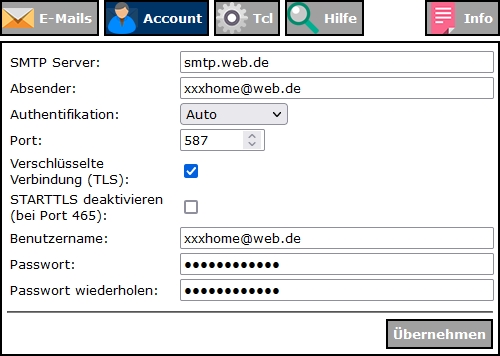 E-Mails Account Tcl Hilfe Info
SMTP Server: smtp.web.de
Absender: xxxhome@web.de
Authentifikation: Auto
Port: 587
Verschlüsselte
Verbindung (TLS):
STARTTLS deaktivieren
(bei Port 465):
Benutzername: xxxhome@web.de
Passwort: ●●●●●●●●●●●●
Passwort wiederholen: ●●●●●●●●●●●●
Übernehmen